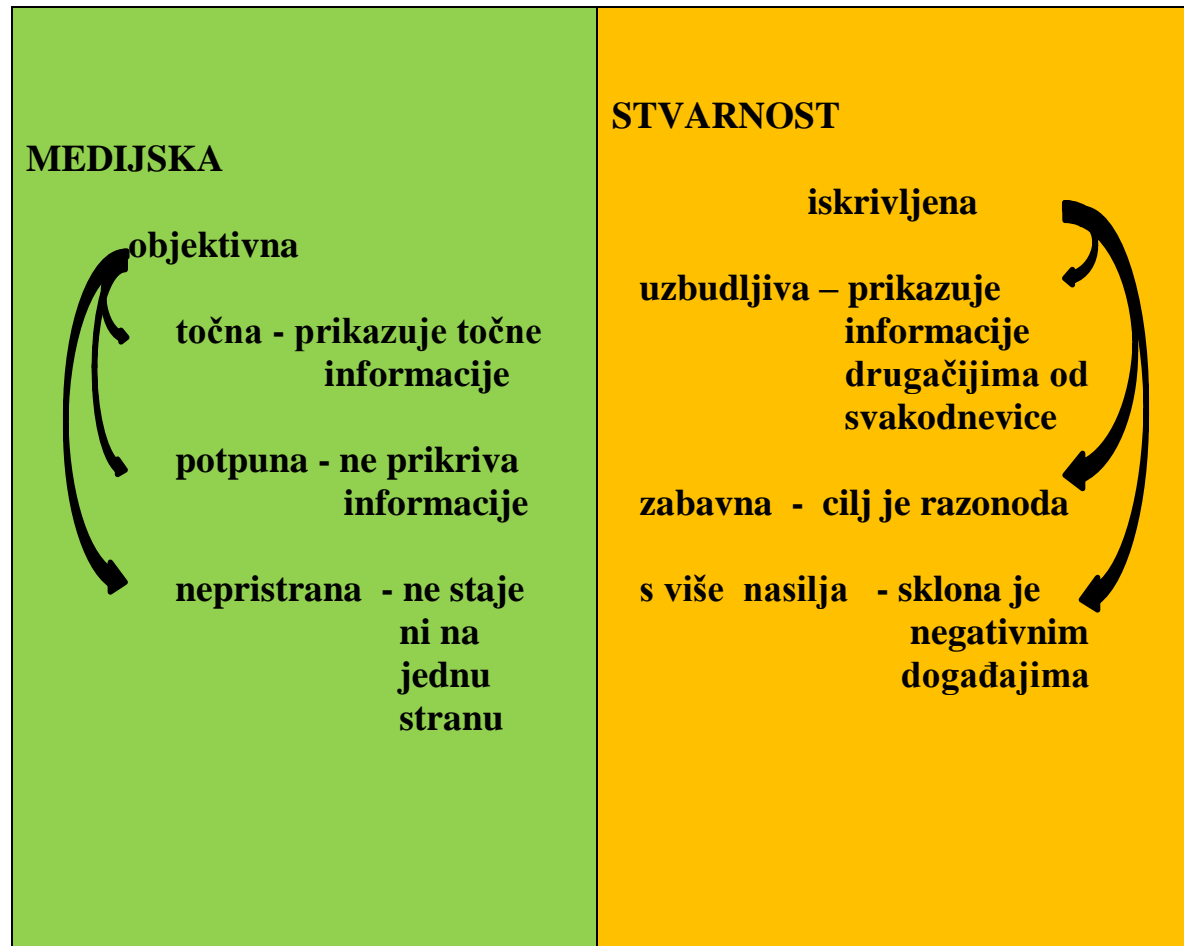 MEDIJSKA
objektivna
točna - prikazuje točne
informacije
potpuna - ne prikriva
informacije
nepristrana - ne staje
ni na
jednu
stranu
STVARNOST
iskrivljena
uzbudljiva – prikazuje
informacije
drugačijima od
svakodnevice
zabavna - cilj je razonoda
s više nasilja - sklona je
negativnim
događajima